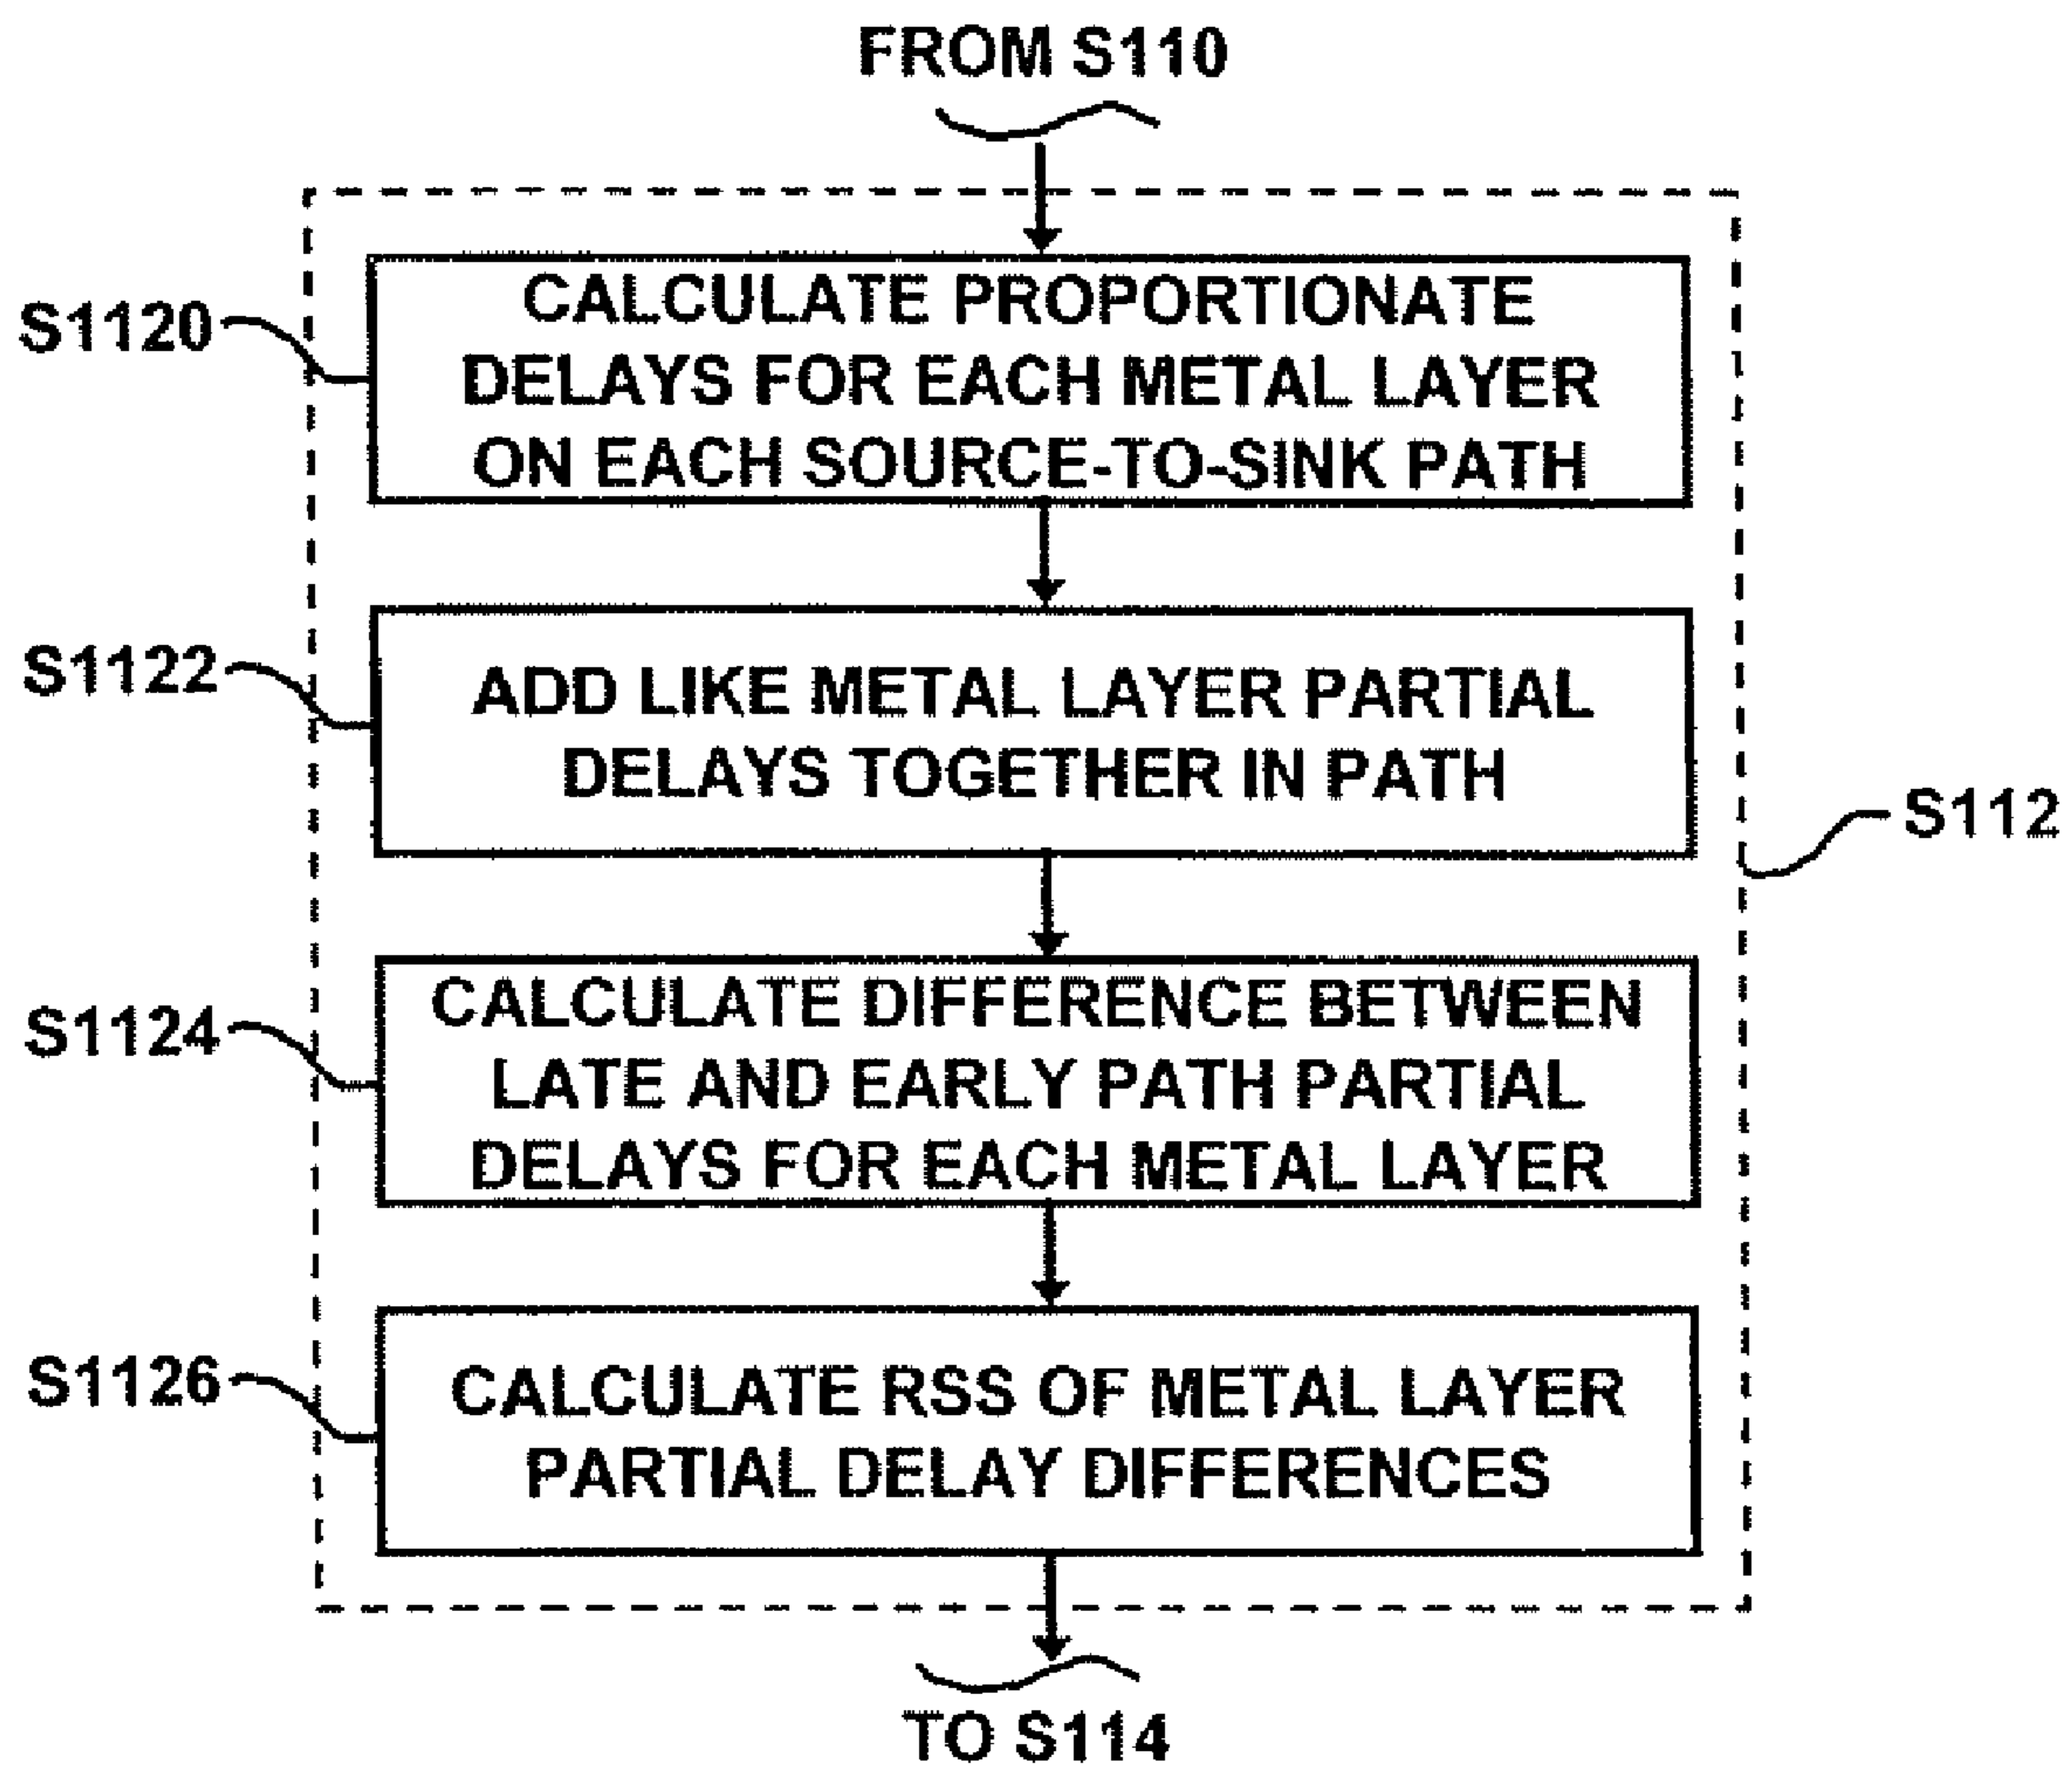 FROM S110
S1120
CALCULATE PROPORTIONATE
DELAYS FOR EACH METAL LAYER
ON EACH SOURCE-TO-SINK PATH
S1122
ADD LIKE METAL LAYER PARTIAL
DELAYS TOGETHER IN PATH
S112
S1124
CALCULATE DIFFERENCE BETWEEN
LATE AND EARLY PATH PARTIAL
DELAYS FOR EACH METAL LAYER
S1126
CALCULATE RSS OF METAL LAYER
PARTIAL DELAY DIFFERENCES
TO S114